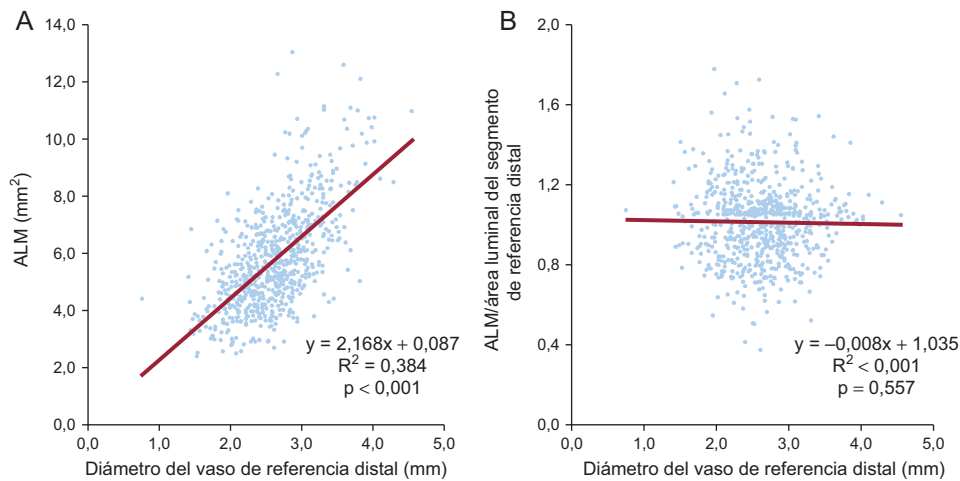 A
14,0
12,0
10,0
8,0
6,0
4,0
2,0
0,0
ALM (mm²)
y = 2,168x + 0,087
R² = 0,384
p < 0,001
0,0 1,0 2,0 3,0 4,0 5,0
Diámetro del vaso de referencia distal (mm)
B
2,0
1,6
1,2
0,8
0,4
0,0
ALM/área luminal del segmento
de referencia distal
y = –0,008x + 1,035
R² < 0,001
p = 0,557
0,0 1,0 2,0 3,0 4,0 5,0
Diámetro del vaso de referencia distal (mm)